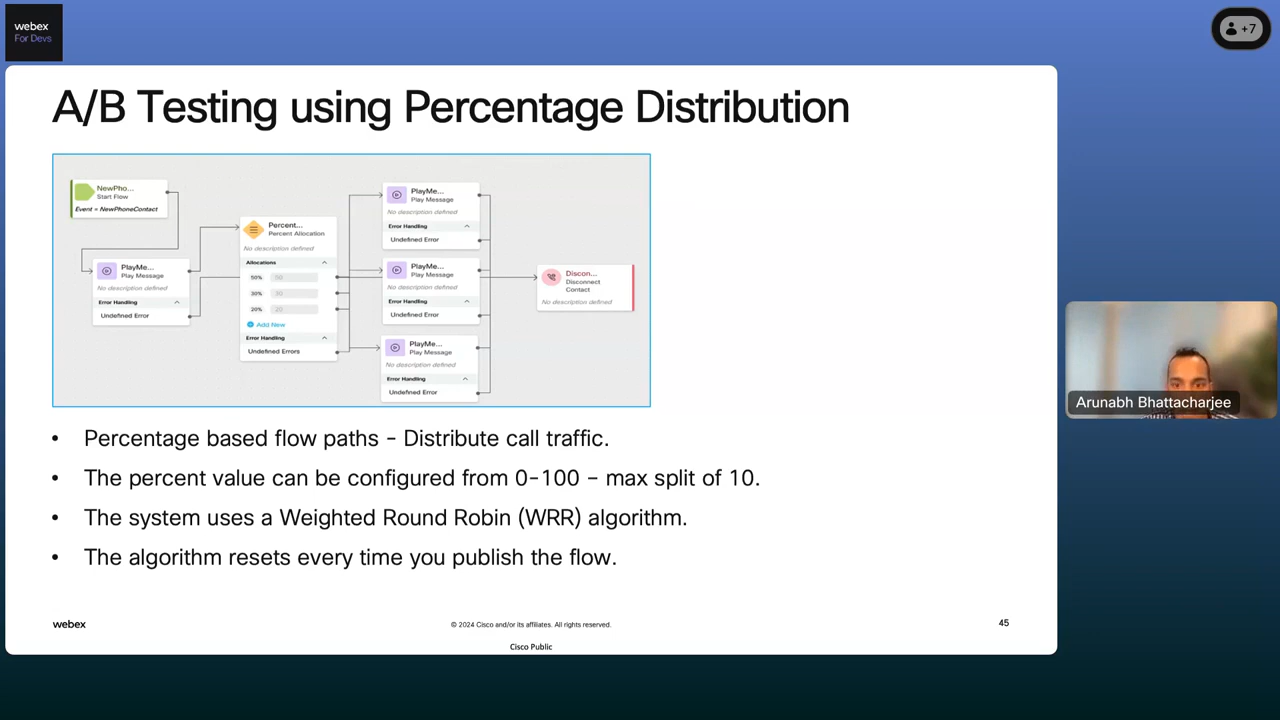 webex
For Devs
+7
A/B Testing using Percentage Distribution
NewPho...
Start Flow
Event = NewPhoneContact
PlayMe...
Play Message
No description defined
Error Handling
Undefined Error
Percent...
Percent Allocation
No description defined
Allocations
50% 50
30% 30
20% 20
Add New
Error Handling
Undefined Errors
PlayMe...
Play Message
No description defined
Error Handling
Undefined Error
PlayMe...
Play Message
No description defined
Error Handling
Undefined Error
PlayMe...
Play Message
No description defined
Error Handling
Undefined Error
Discon...
Disconnect
Contact
No description defined
• Percentage based flow paths - Distribute call traffic.
• The percent value can be configured from 0-100 – max split of 10.
• The system uses a Weighted Round Robin (WRR) algorithm.
• The algorithm resets every time you publish the flow.
Arunabh Bhattacharjee
webex
© 2024 Cisco and/or its affiliates. All rights reserved.
45
Cisco Public